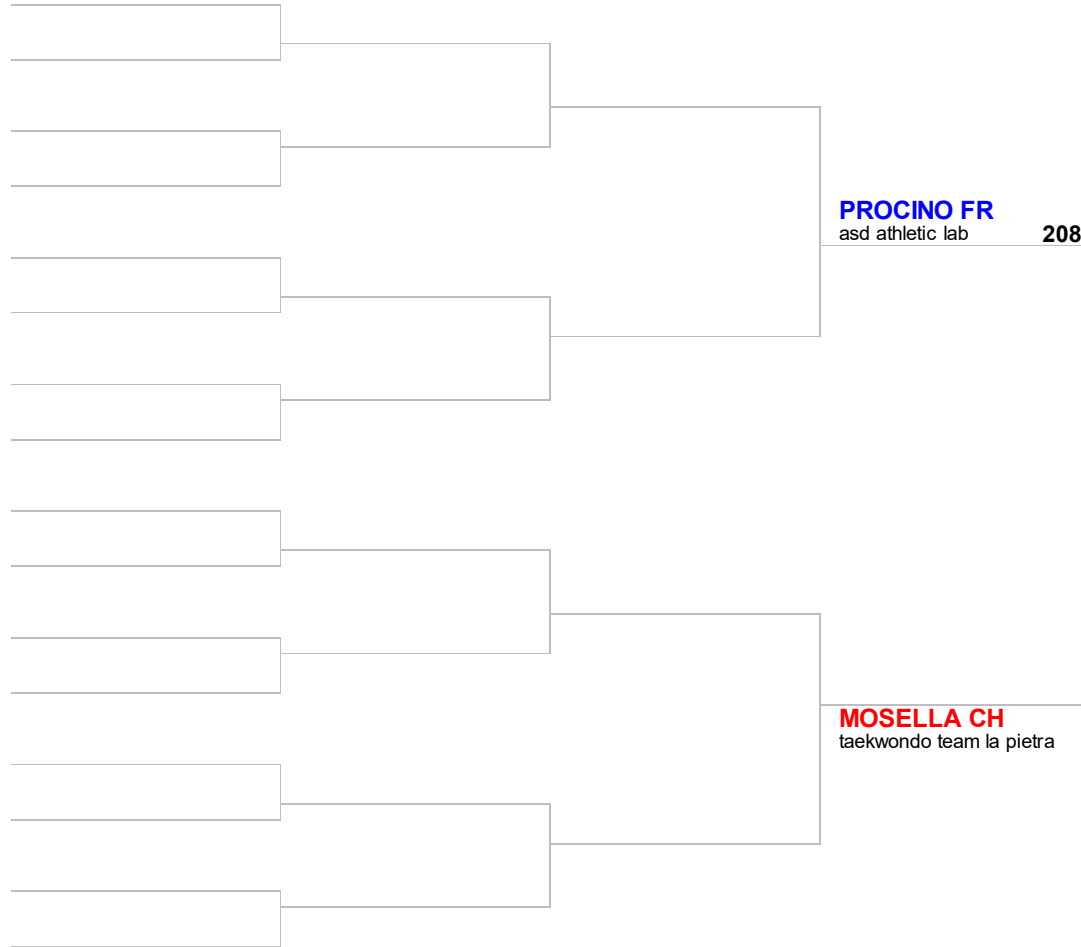 PROCINO FR
asd athletic lab 208
MOSELLA CH
taekwondo team la pietra